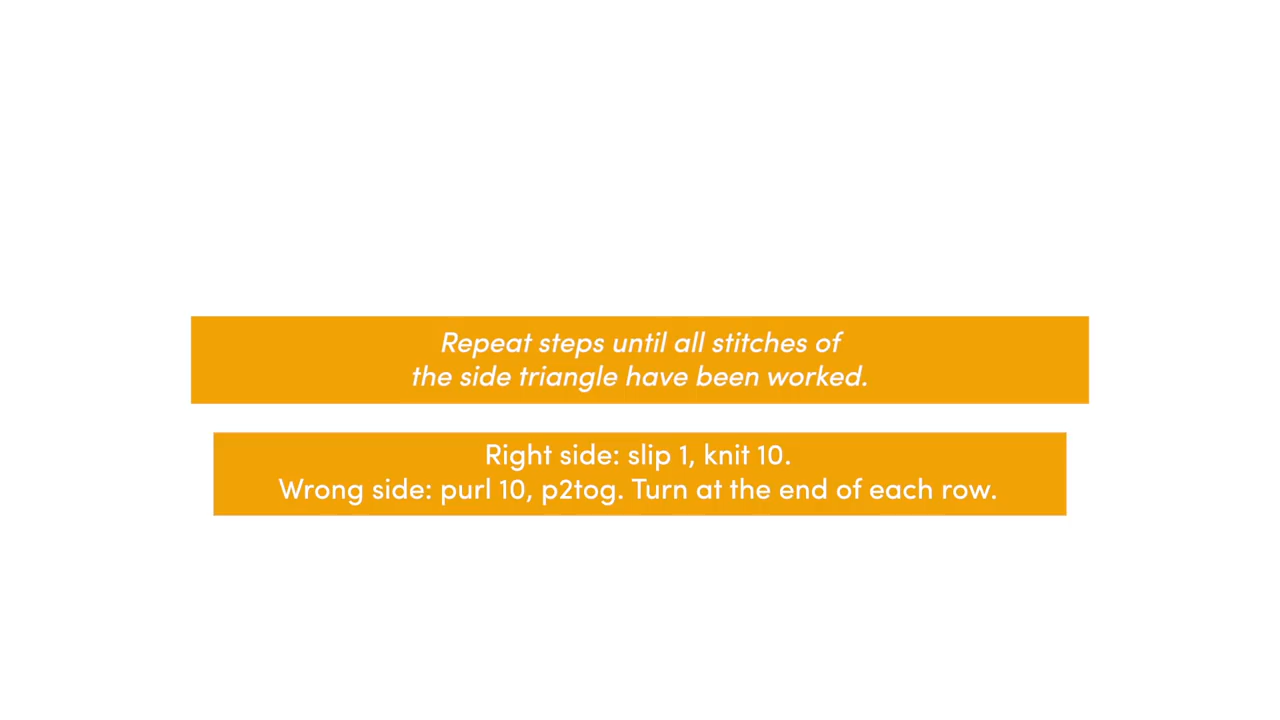 Repeat steps until all stitches of
the side triangle have been worked.
Right side: slip 1, knit 10.
Wrong side: purl 10, p2tog. Turn at the end of each row.